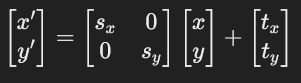 [x′ y′] = [s_x 0; 0 s_y] [x y] + [t_x t_y]